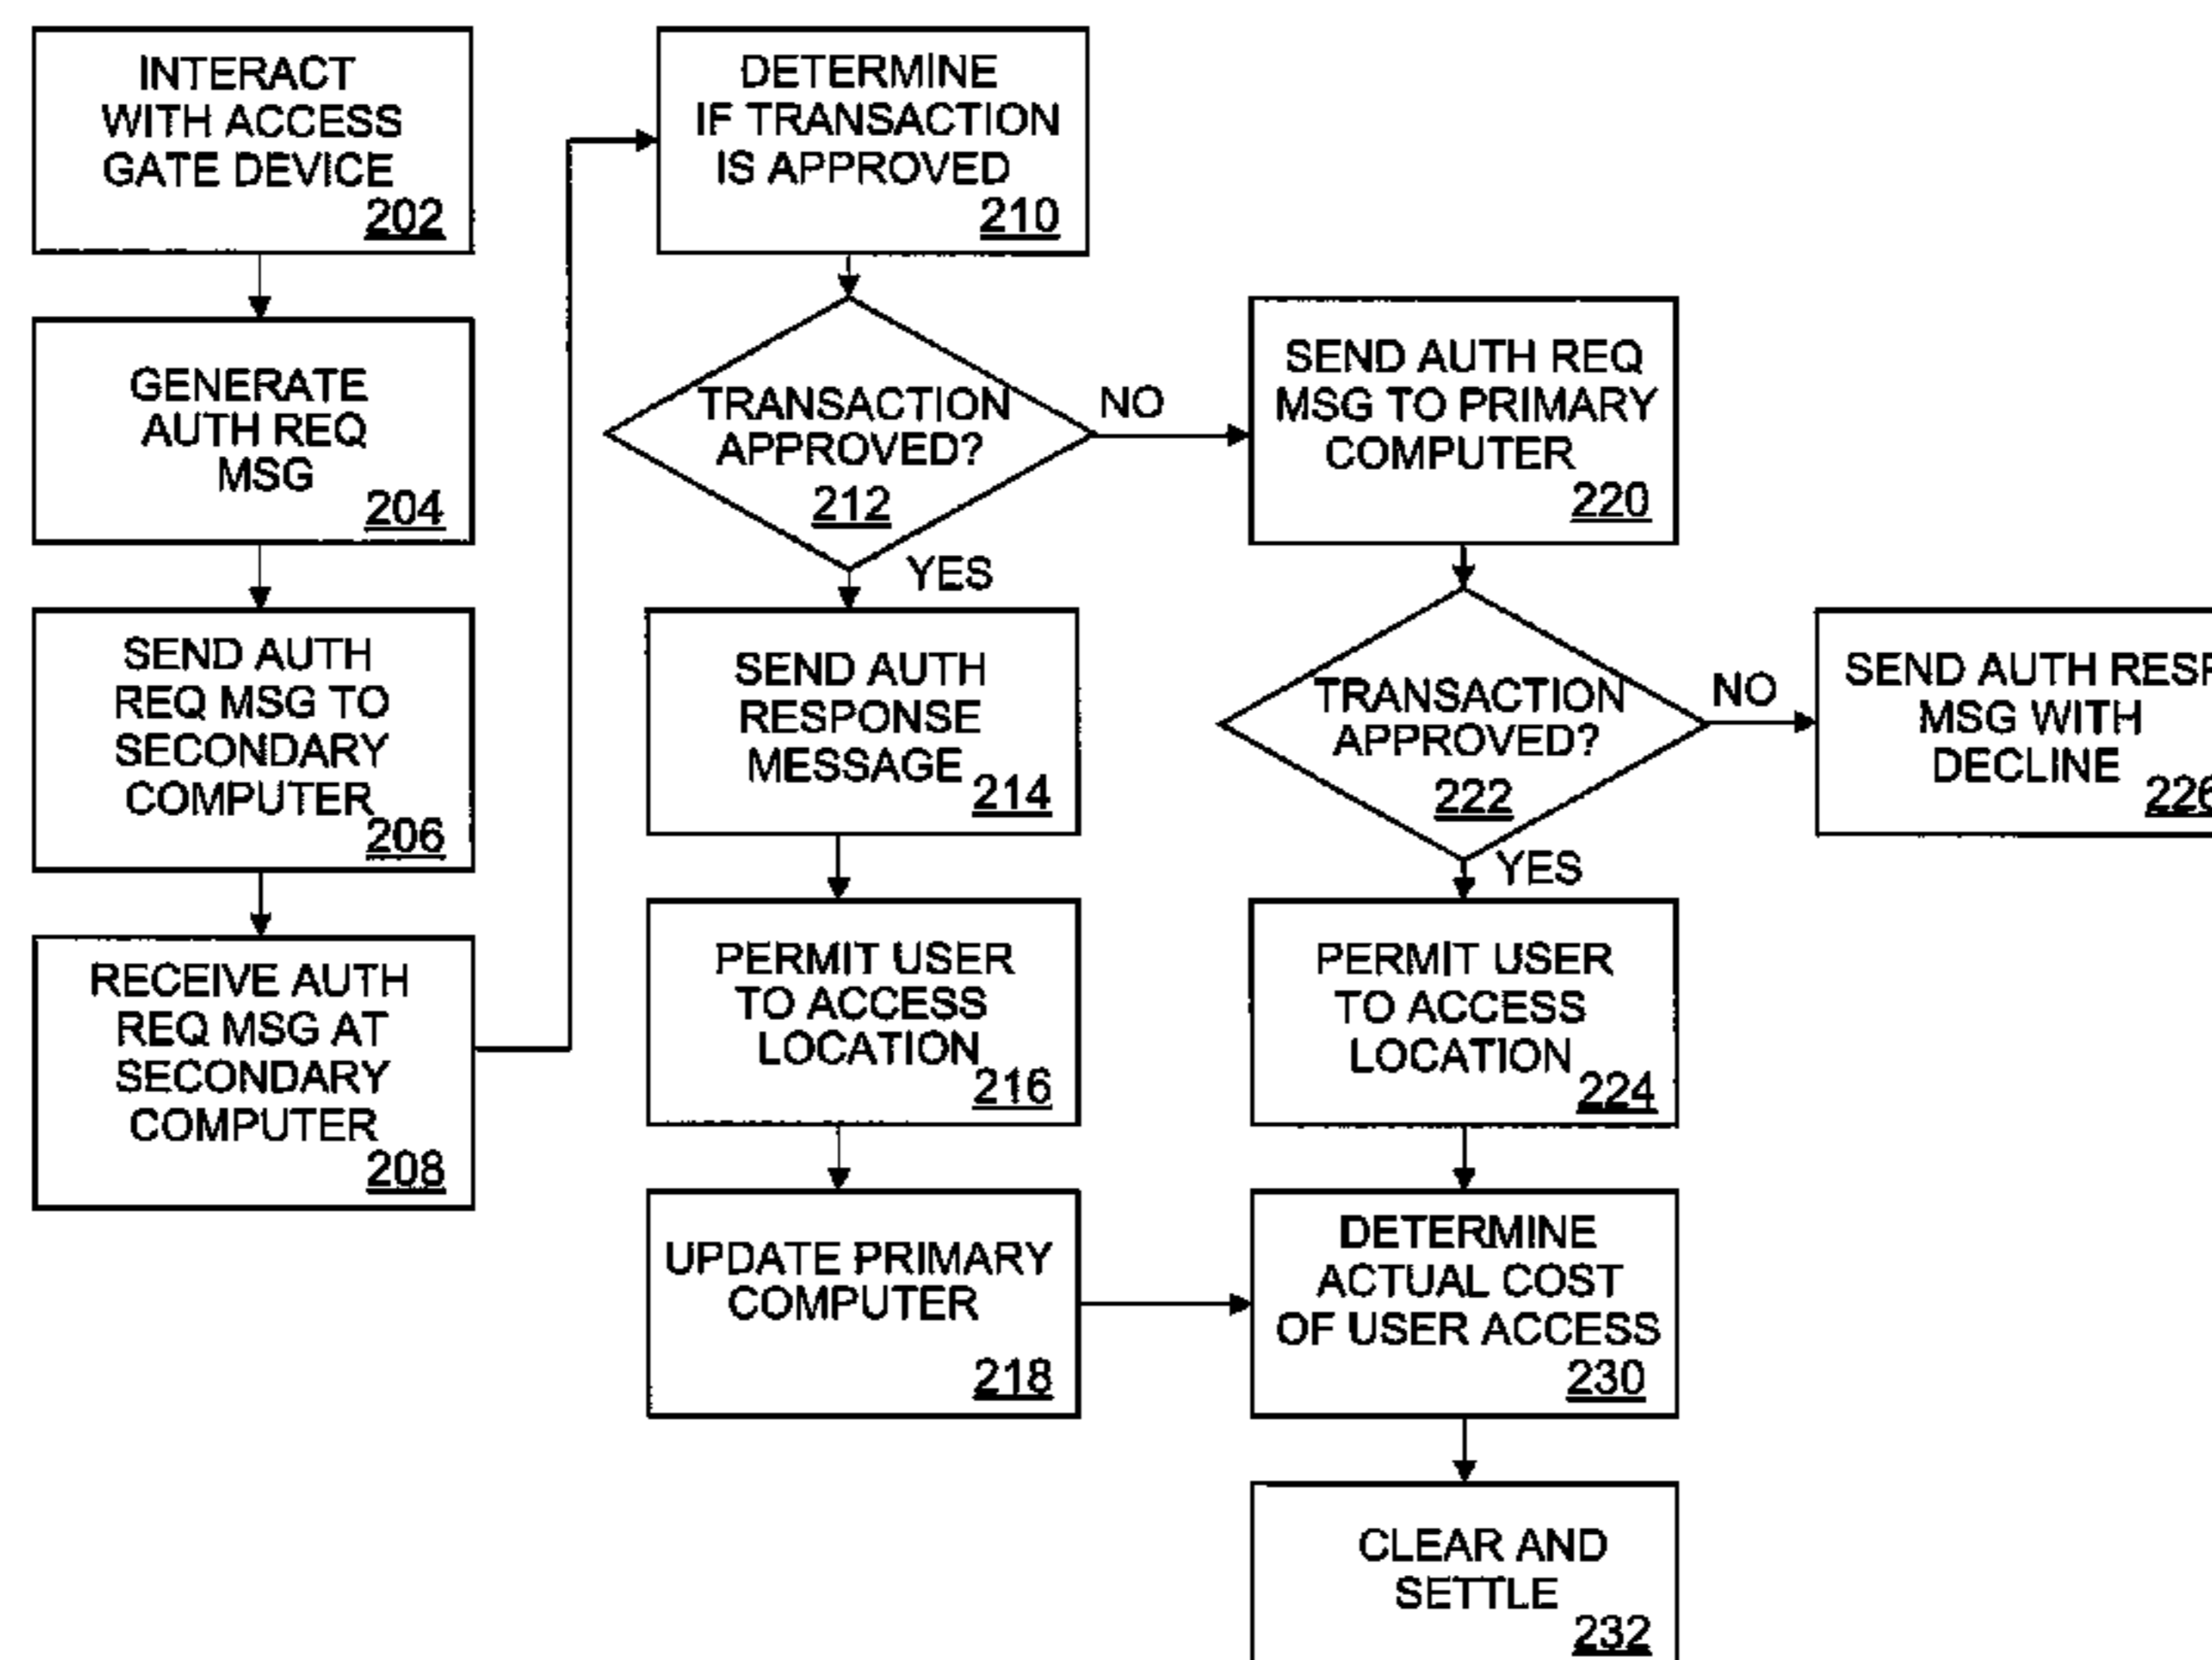 INTERACT
WITH ACCESS
GATE DEVICE
202
GENERATE
AUTH REQ
MSG
204
SEND AUTH
REQ MSG TO
SECONDARY
COMPUTER
206
RECEIVE AUTH
REQ MSG AT
SECONDARY
COMPUTER
208
DETERMINE
IF TRANSACTION
IS APPROVED
210
TRANSACTION
APPROVED?
212
NO
YES
SEND AUTH
RESPONSE
MESSAGE
214
PERMIT USER
TO ACCESS
LOCATION
216
UPDATE PRIMARY
COMPUTER
218
SEND AUTH REQ
MSG TO PRIMARY
COMPUTER
220
TRANSACTION
APPROVED?
222
NO
YES
PERMIT USER
TO ACCESS
LOCATION
224
DETERMINE
ACTUAL COST
OF USER ACCESS
230
CLEAR AND
SETTLE
232
SEND AUTH RESP
MSG WITH
DECLINE
226